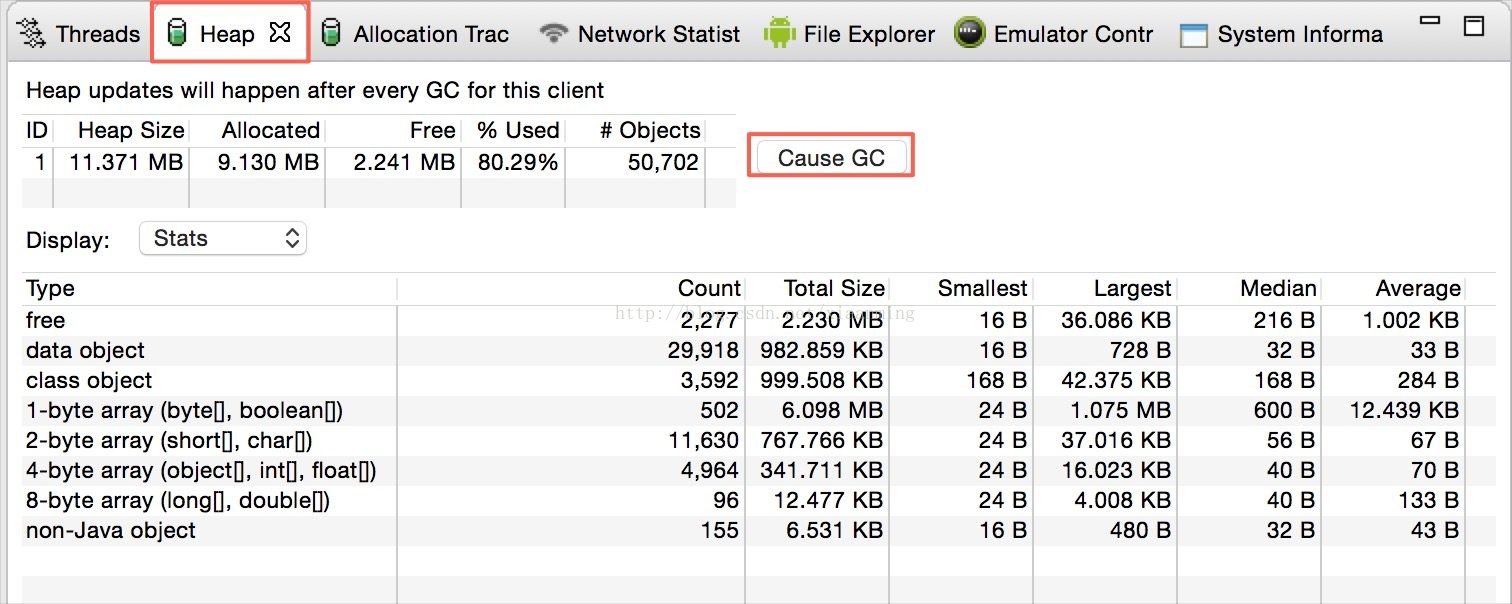 Threads Heap Allocation Trac Network Statist File Explorer Emulator Contr System Informa
Heap updates will happen after every GC for this client
ID Heap Size Allocated Free % Used # Objects
1 11.371 MB 9.130 MB 2.241 MB 80.29% 50,702
Cause GC
Display: Stats
Type Count Total Size Smallest Largest Median Average
free 2,277 2.230 MB 16 B 36.086 KB 216 B 1.002 KB
data object 29,918 982.859 KB 16 B 728 B 32 B 33 B
class object 3,592 999.508 KB 168 B 42.375 KB 168 B 284 B
1-byte array (byte[], boolean[]) 502 6.098 MB 24 B 1.075 MB 600 B 12.439 KB
2-byte array (short[], char[]) 11,630 767.766 KB 24 B 37.016 KB 56 B 67 B
4-byte array (object[], int[], float[]) 4,964 341.711 KB 24 B 16.023 KB 40 B 70 B
8-byte array (long[], double[]) 96 12.477 KB 24 B 4.008 KB 40 B 133 B
non-Java object 155 6.531 KB 16 B 480 B 32 B 43 B